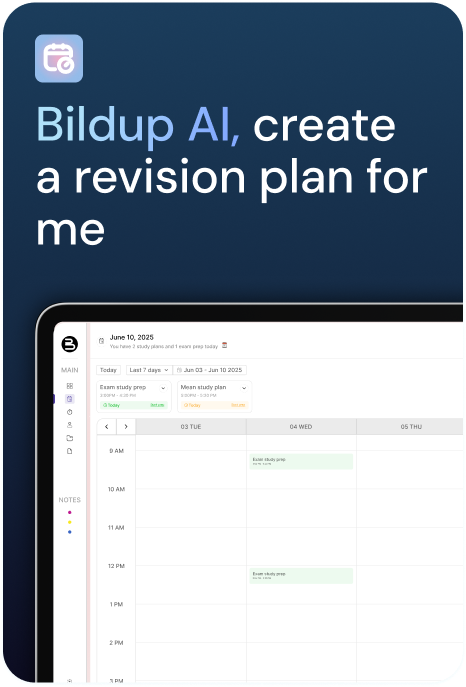 Bildup AI, create
a revision plan for
me
June 10, 2025
You have 2 study plans and 1 exam prep today
MAIN
Today
Last 7 days
Jun 03 - Jun 10 2025
Exam study prep
Mean study plan
Today
Today
03 TUE
04 WED
05 THU
9 AM
Exam study prep
10 AM
11 AM
NOTES
12 PM
Exam study prep
1 PM
2 PM
3 PM